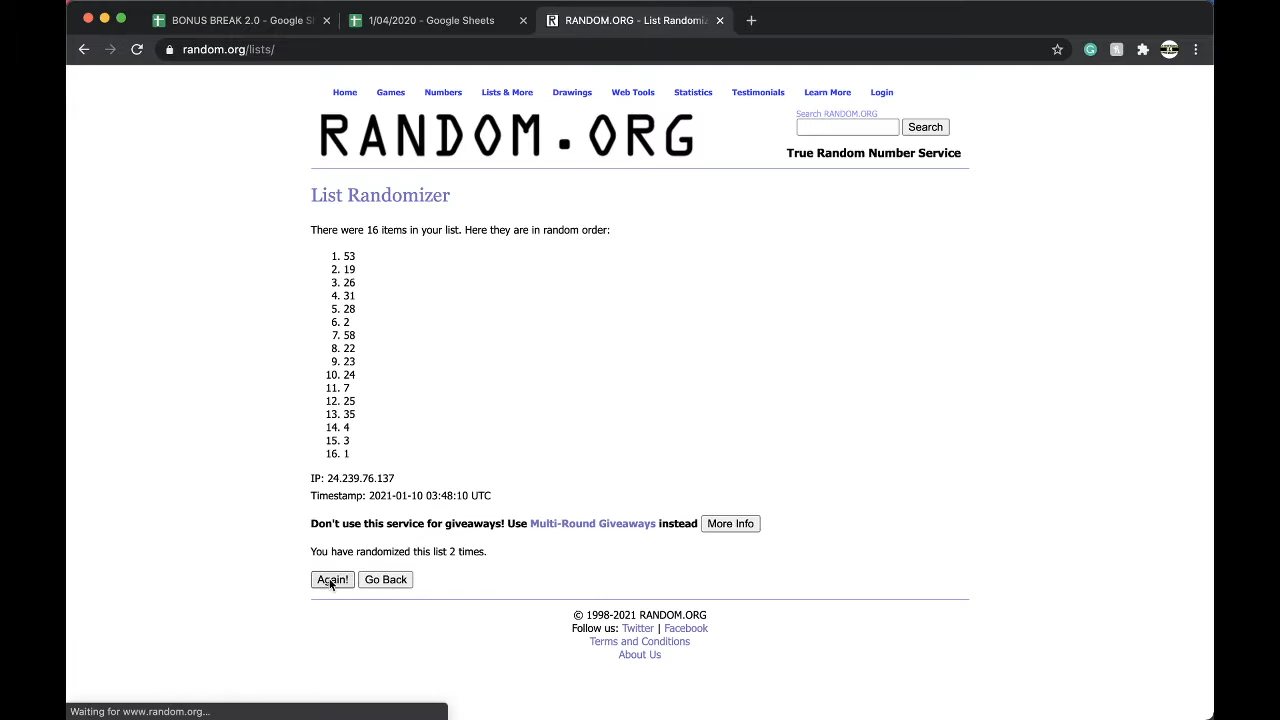 BONUS BREAK 2.0 - Google S
1/04/2020 - Google Sheets
RANDOM.ORG - List Randomiz
random.org/lists/
Home Games Numbers Lists & More Drawings Web Tools Statistics Testimonials Learn More Login
RANDOM.ORG
Search RANDOM.ORG
Search
True Random Number Service
List Randomizer
There were 16 items in your list. Here they are in random order:
1. 53
2. 19
3. 26
4. 31
5. 28
6. 2
7. 58
8. 22
9. 23
10. 24
11. 7
12. 25
13. 35
14. 4
15. 3
16. 1
IP: 24.239.76.137
Timestamp: 2021-01-10 03:48:10 UTC
Don't use this service for giveaways! Use Multi-Round Giveaways instead More Info
You have randomized this list 2 times.
Again! Go Back
© 1998-2021 RANDOM.ORG
Follow us: Twitter | Facebook
Terms and Conditions
About Us
Waiting for www.random.org...